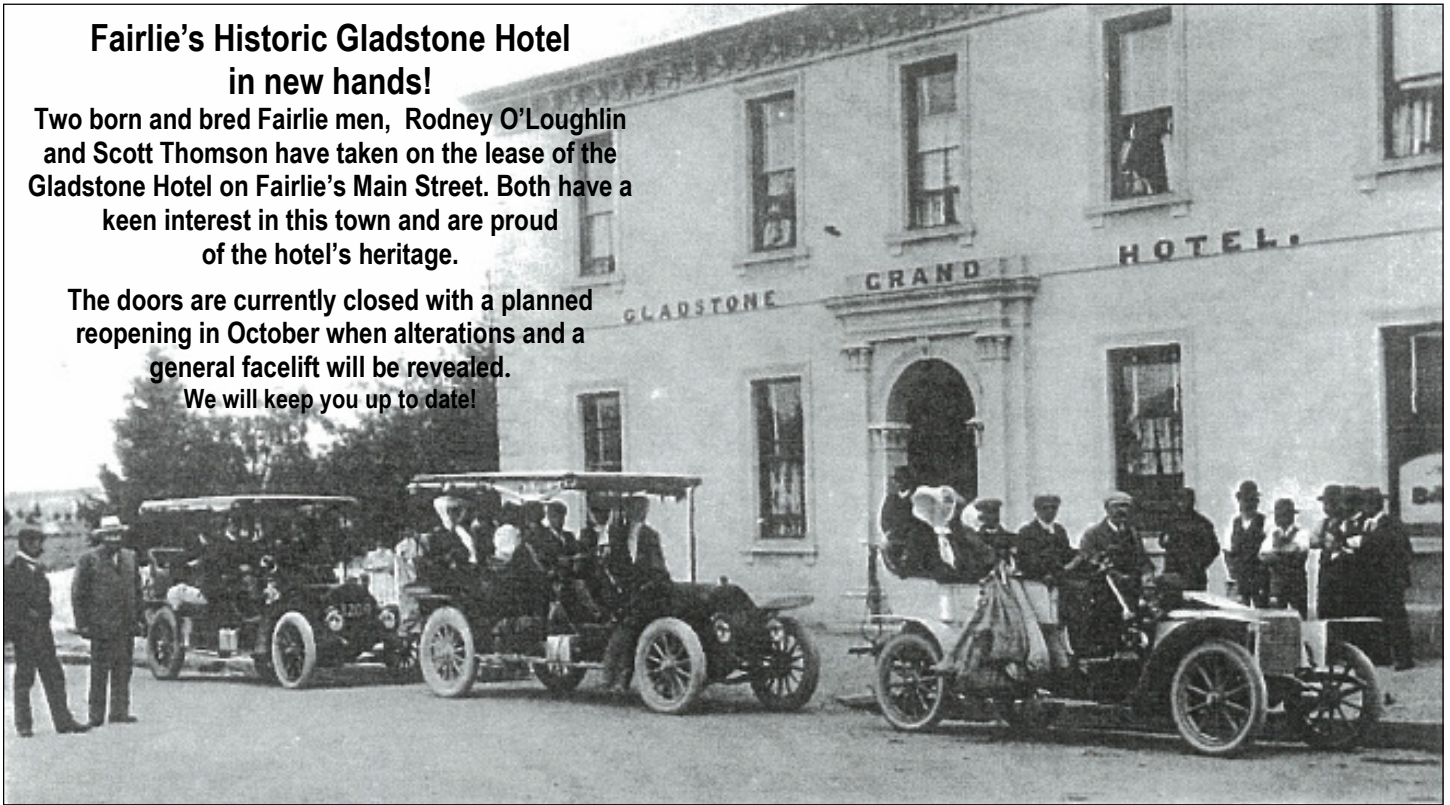 Fairlie’s Historic Gladstone Hotel
in new hands!
Two born and bred Fairlie men, Rodney O’Loughlin
and Scott Thomson have taken on the lease of the
Gladstone Hotel on Fairlie’s Main Street. Both have a
keen interest in this town and are proud
of the hotel’s heritage.
The doors are currently closed with a planned
reopening in October when alterations and a
general facelift will be revealed.
We will keep you up to date!
GLADSTONE GRAND HOTEL.